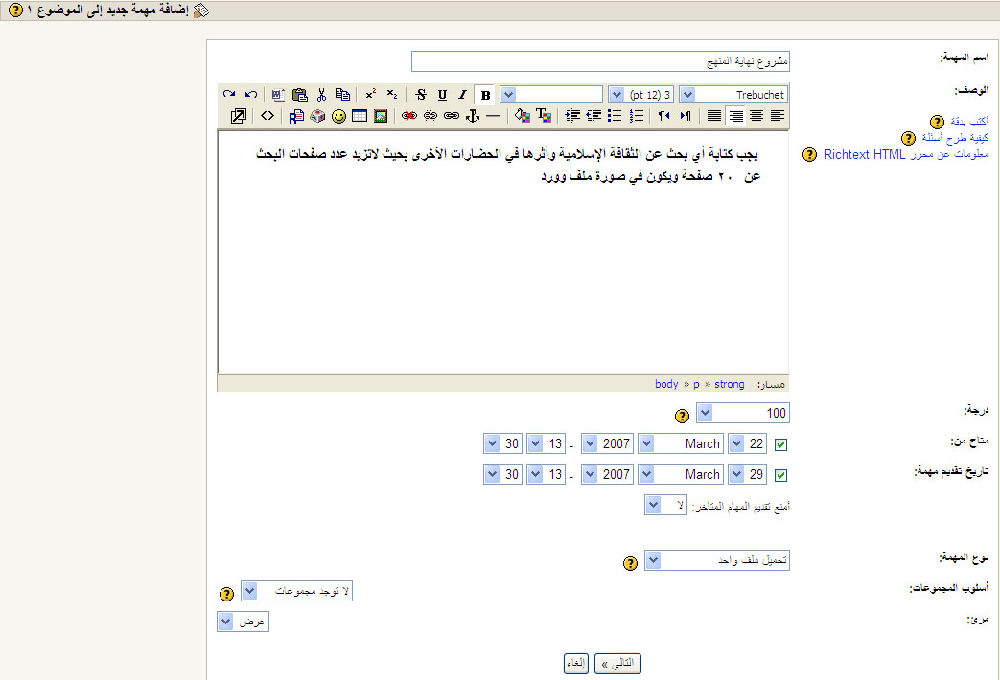 إضافة مهمة جديد إلى الموضوع ١
اسم المهمة:
مشروع نهاية المنهج
الوصف:
أكتب بدقة
كيفية طرح أسئلة
معلومات عن محرر Richtext HTML
Trebuchet
3 (12 pt)
B I U S
يجب كتابة أي بحث عن الثقافة الإسلامية وأثرها في الحضارات الأخرى بحيث لاتزيد عدد صفحات البحث
عن ٢٠ صفحة ويكون في صورة ملف وورد
مسار: body » p » strong
درجة:
100
متاح من:
22 March 2007 - 13 30
تاريخ تقديم مهمة:
29 March 2007 - 13 30
أمنع تقديم المهام المتأخر: لا
نوع المهمة:
تحميل ملف واحد
أسلوب المجموعات:
لا توجد مجموعات
مرئ:
عرض
التالي »
إلغاء